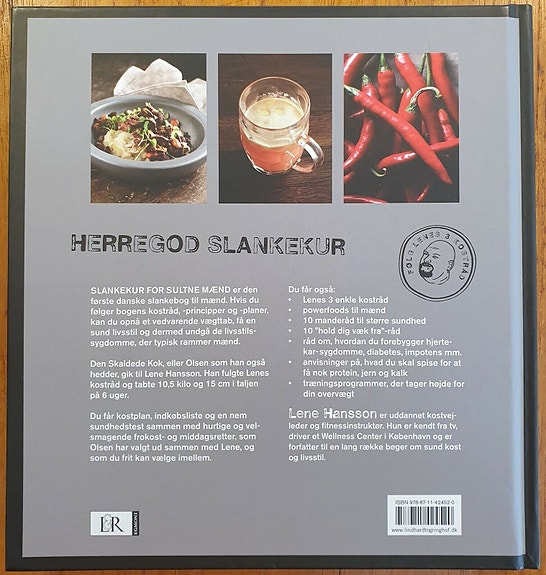 HERREGOD SLANKEKUR
FØLG LENES 3 KOSTRÅD
SLANKEKUR FOR SULTNE MÆND er den
første danske slankebog til mænd. Hvis du
følger bogens kostråd, -principper og -planer,
kan du opnå et vedvarende vægttab, få en
sund livsstil og dermed undgå de livsstils-
sygdomme, der typisk rammer mænd.
Den Skaldede Kok, eller Olsen som han også
hedder, gik til Lene Hansson. Han fulgte Lenes
kostråd og tabte 10,5 kilo og 15 cm i taljen
på 6 uger.
Du får kostplan, indkøbsliste og en nem
sundhedstest sammen med hurtige og vel-
smagende frokost- og middagsretter, som
Olsen har valgt ud sammen med Lene, og
som du frit kan vælge imellem.
Du får også:
• Lenes 3 enkle kostråd
• powerfoods til mænd
• 10 manderåd til større sundhed
• 10 "hold dig væk fra"-råd
• råd om, hvordan du forebygger hjerte-
kar-sygdomme, diabetes, impotens mm.
• anvisninger på, hvad du skal spise for at
få nok protein, jern og kalk
• træningsprogrammer, der tager højde for
din overvægt
Lene Hansson er uddannet kostvej-
leder og fitnessinstruktør. Hun er kendt fra tv,
driver et Wellness Center i København og er
forfatter til en lang række bøger om sund kost
og livsstil.
L&R
EGMONT
ISBN 978-87-11-42452-0
www.lindhardtogringhof.dk